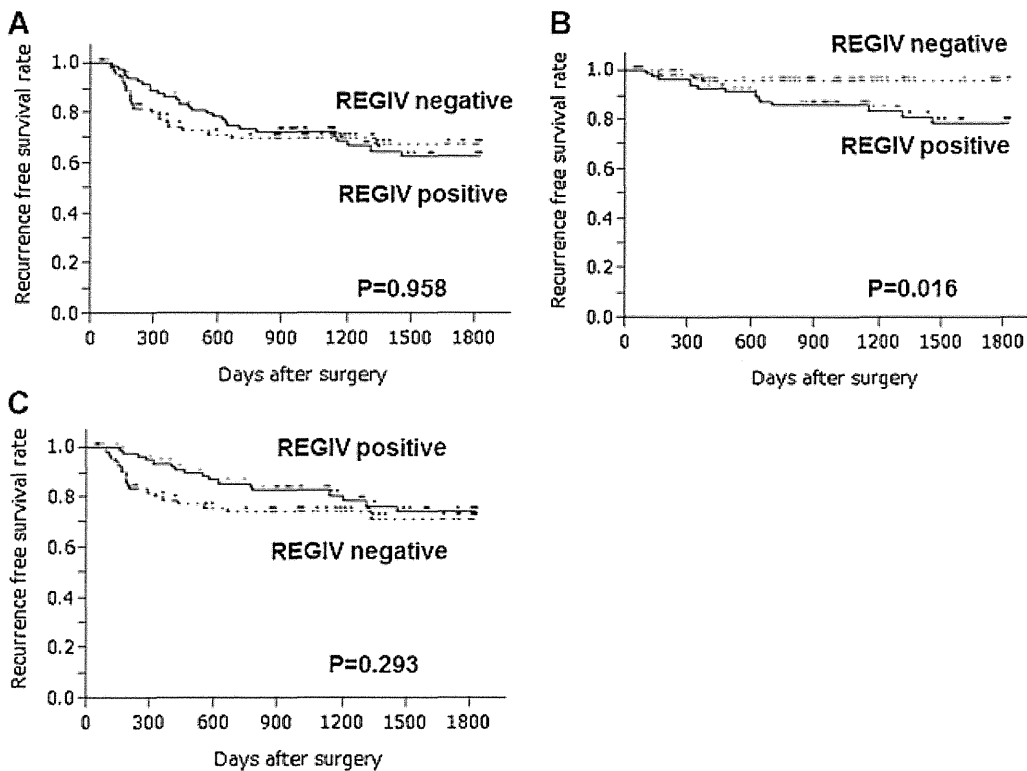 A
Recurrence free survival rate
1.0
0.8
0.6
0.4
0.2
0.0
REGIV negative
REGIV positive
P=0.958
0 300 600 900 1200 1500 1800
Days after surgery
B
Recurrence free survival rate
1.0
0.8
0.6
0.4
0.2
0.0
REGIV negative
REGIV positive
P=0.016
0 300 600 900 1200 1500 1800
Days after surgery
C
Recurrence free survival rate
1.0
0.8
0.6
0.4
0.2
0.0
REGIV positive
REGIV negative
P=0.293
0 300 600 900 1200 1500 1800
Days after surgery